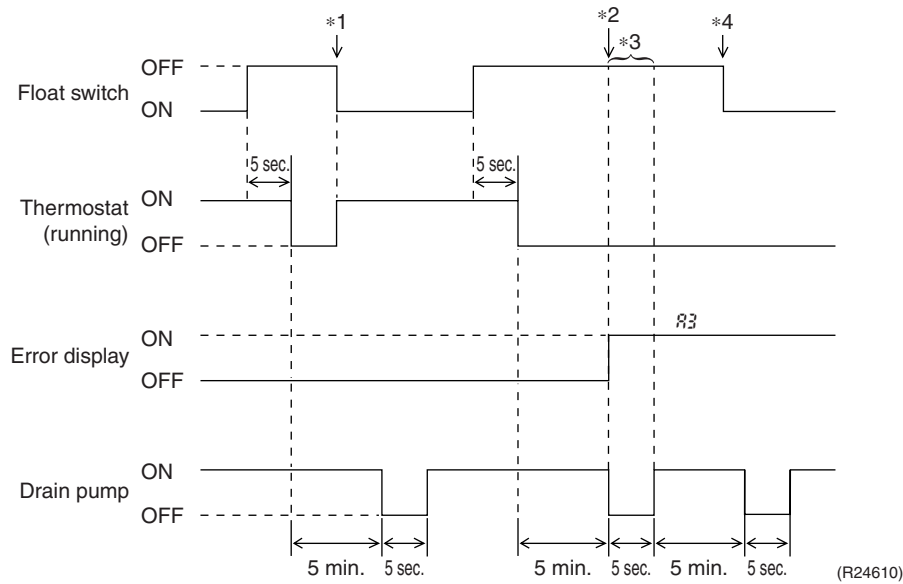 *1
*2
*3
*4
OFF
Float switch
ON
5 sec.
5 sec.
ON
Thermostat
(running)
OFF
A3
ON
Error display
OFF
ON
Drain pump
OFF
5 min.
5 sec.
5 min.
5 sec.
5 min.
5 sec.
(R24610)